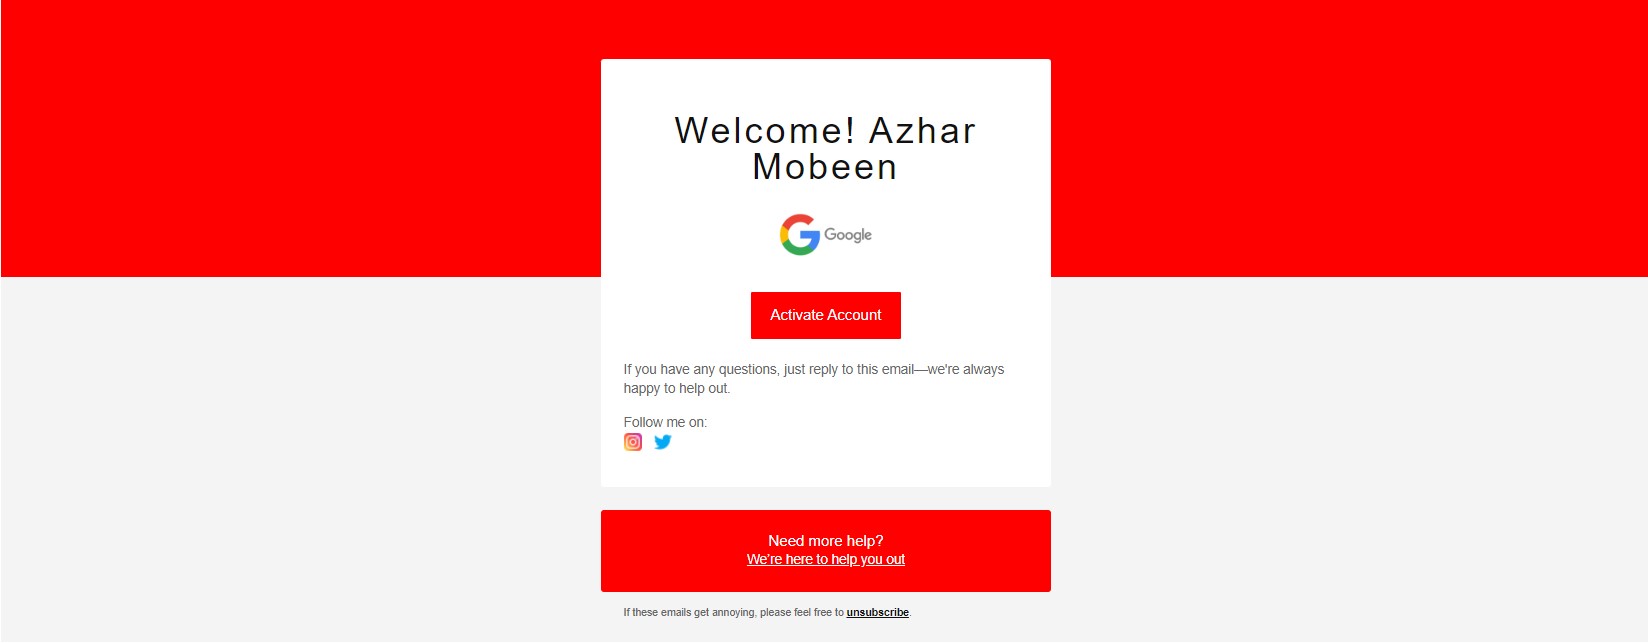 Welcome! Azhar
Mobeen
Google
Activate Account
If you have any questions, just reply to this email—we're always
happy to help out.
Follow me on:
Need more help?
We're here to help you out
If these emails get annoying, please feel free to unsubscribe.